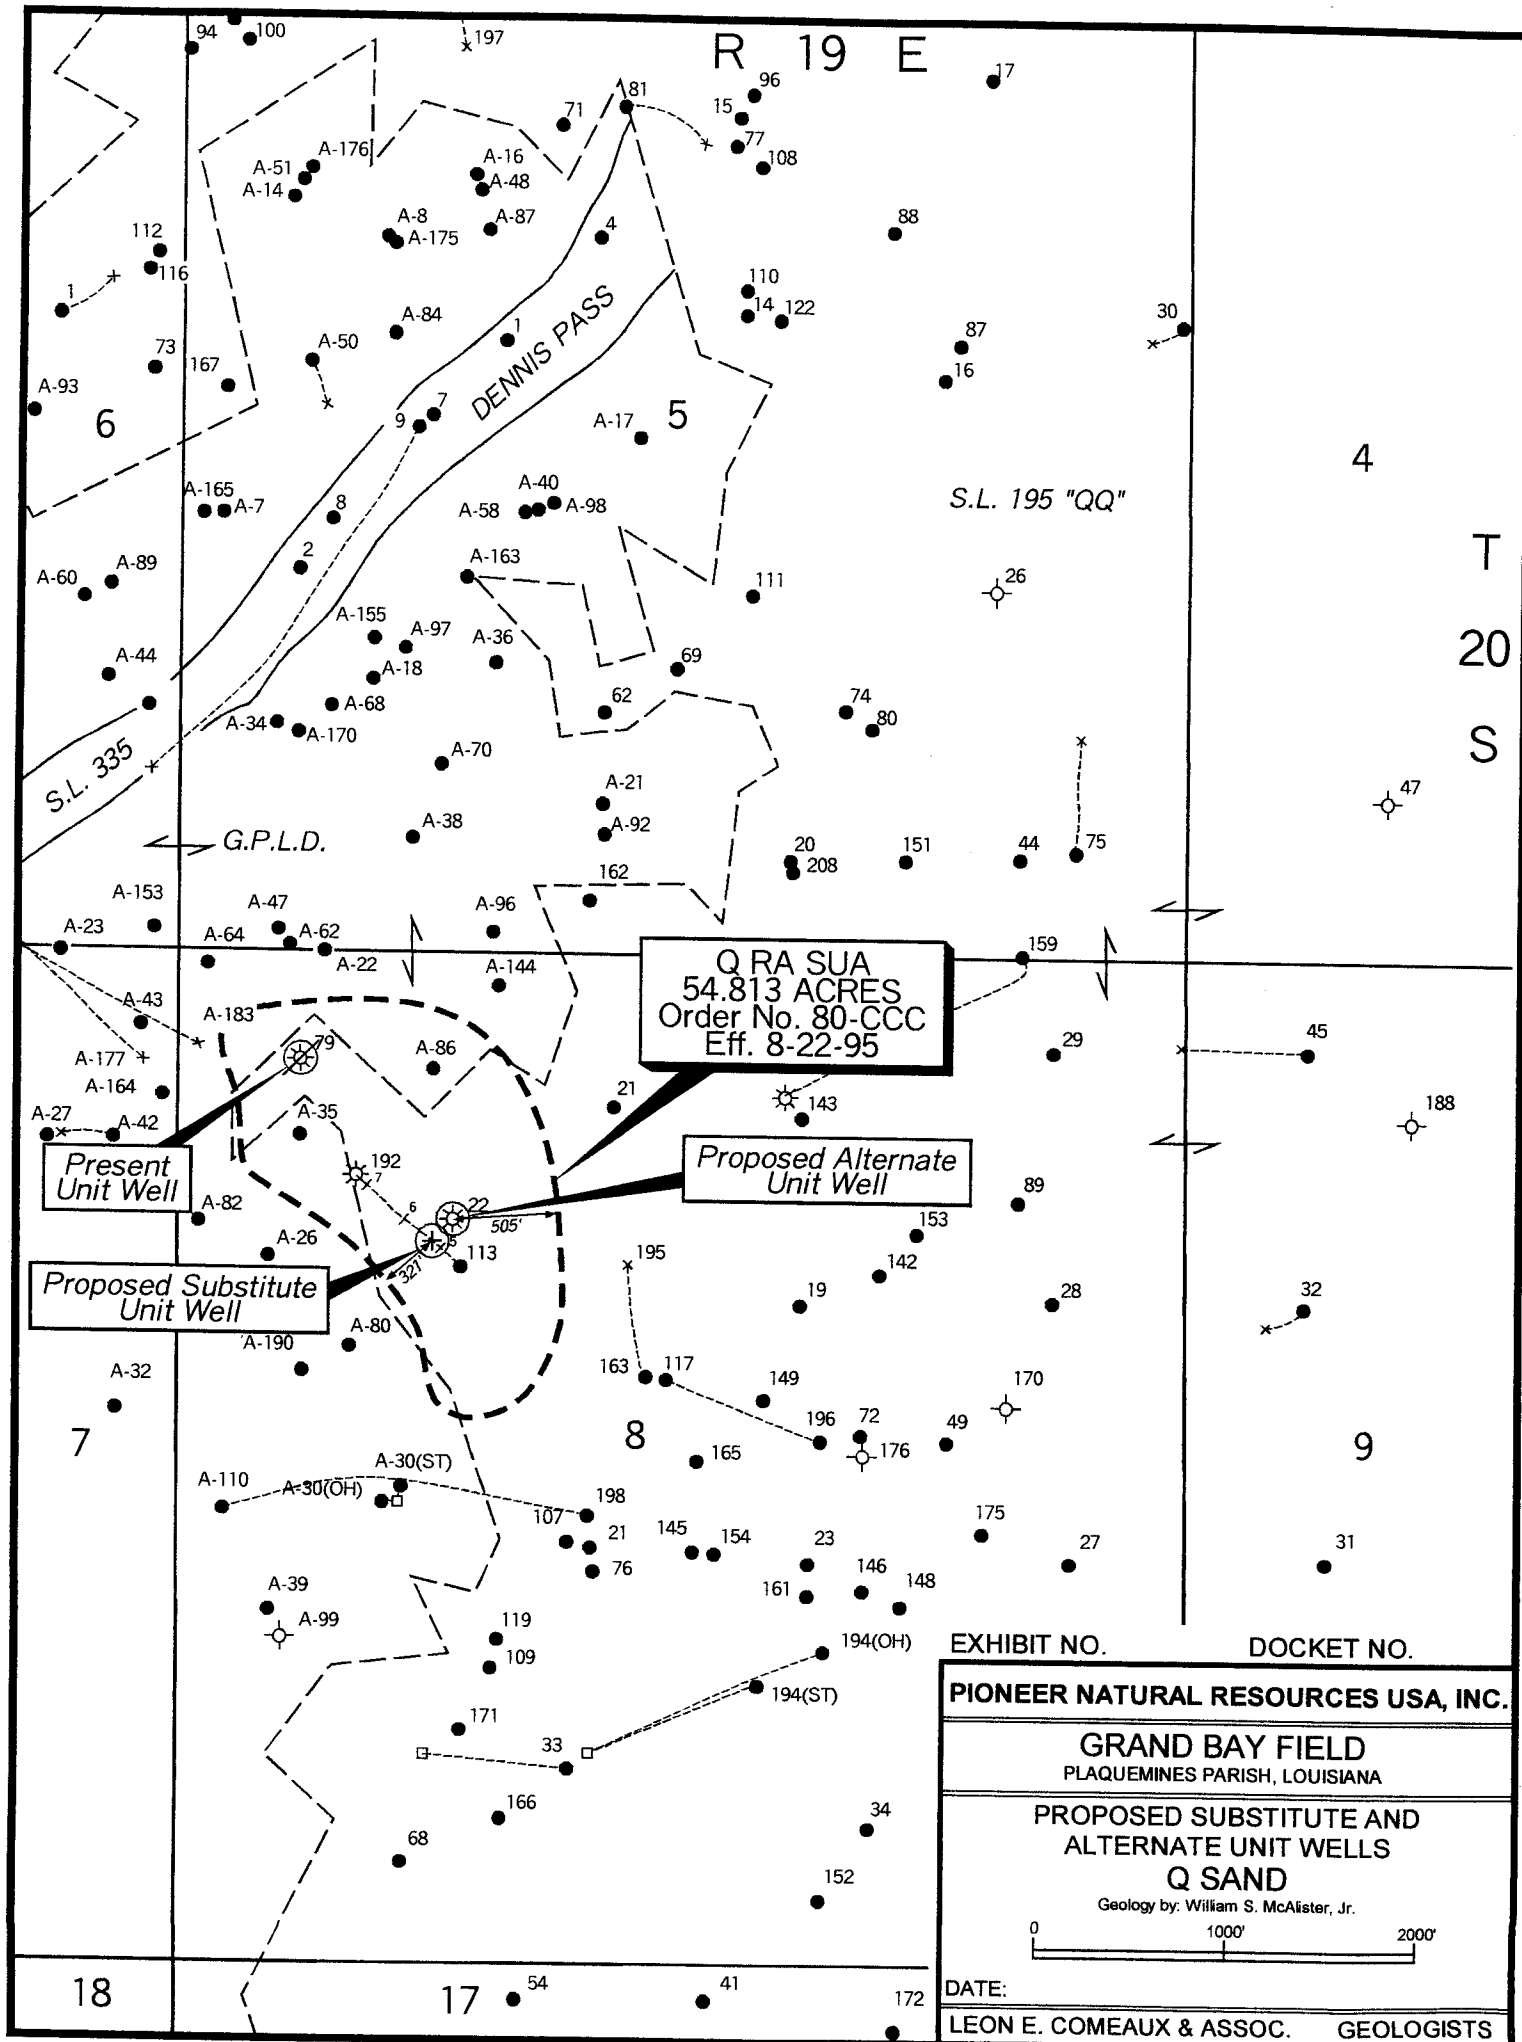 94
100
197
R 19 E
17
96
81
15
71
77
108
A-176
A-51
A-14
A-16
A-48
A-8
A-175
A-87
4
88
112
116
110
14
122
1
A-84
1
DENNIS PASS
30
87
16
73
167
A-50
A-93
6
9
7
A-17
5
4
A-165
A-7
8
A-40
A-58
A-98
S.L. 195 "QQ"
T
20
S
2
A-163
A-89
A-60
111
26
A-155
A-97
A-36
A-18
A-44
69
A-68
62
74
80
A-34
A-170
A-70
S.L. 335
47
A-21
A-92
A-38
G.P.L.D.
20
208
151
44
75
162
A-153
A-47
A-96
A-23
A-64
A-62
A-22
159
A-144
Q RA SUA
54.813 ACRES
Order No. 80-CCC
Eff. 8-22-95
A-43
A-183
79
A-177
A-86
29
45
A-164
21
143
188
A-27
A-42
A-35
Present
Unit Well
192
7
Proposed Alternate
Unit Well
A-82
6
22
505'
89
153
A-26
5
113
321'
195
142
Proposed Substitute
Unit Well
19
28
32
A-190
A-80
A-32
163
117
149
170
7
8
196
72
176
49
9
165
A-30(ST)
A-110
A-30(OH)
198
107
21
76
145
154
23
175
27
31
161
146
148
A-39
A-99
119
109
194(OH)
194(ST)
171
33
166
34
68
152
18
17
54
41
172
EXHIBIT NO. DOCKET NO.
PIONEER NATURAL RESOURCES USA, INC.
GRAND BAY FIELD
PLAQUEMINES PARISH, LOUISIANA
PROPOSED SUBSTITUTE AND
ALTERNATE UNIT WELLS
Q SAND
Geology by: William S. McAlister, Jr.
0 1000' 2000'
DATE:
LEON E. COMEAUX & ASSOC. GEOLOGISTS